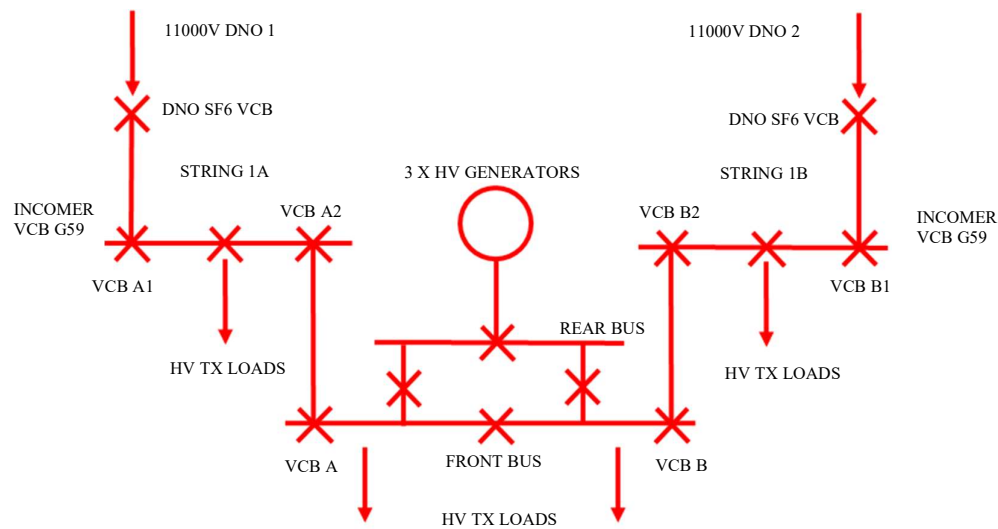 11000V DNO 1
11000V DNO 2
DNO SF6 VCB
DNO SF6 VCB
STRING 1A
3 X HV GENERATORS
STRING 1B
INCOMER
VCB G59
VCB A2
VCB B2
INCOMER
VCB G59
VCB A1
VCB B1
REAR BUS
HV TX LOADS
HV TX LOADS
VCB A
FRONT BUS
VCB B
HV TX LOADS